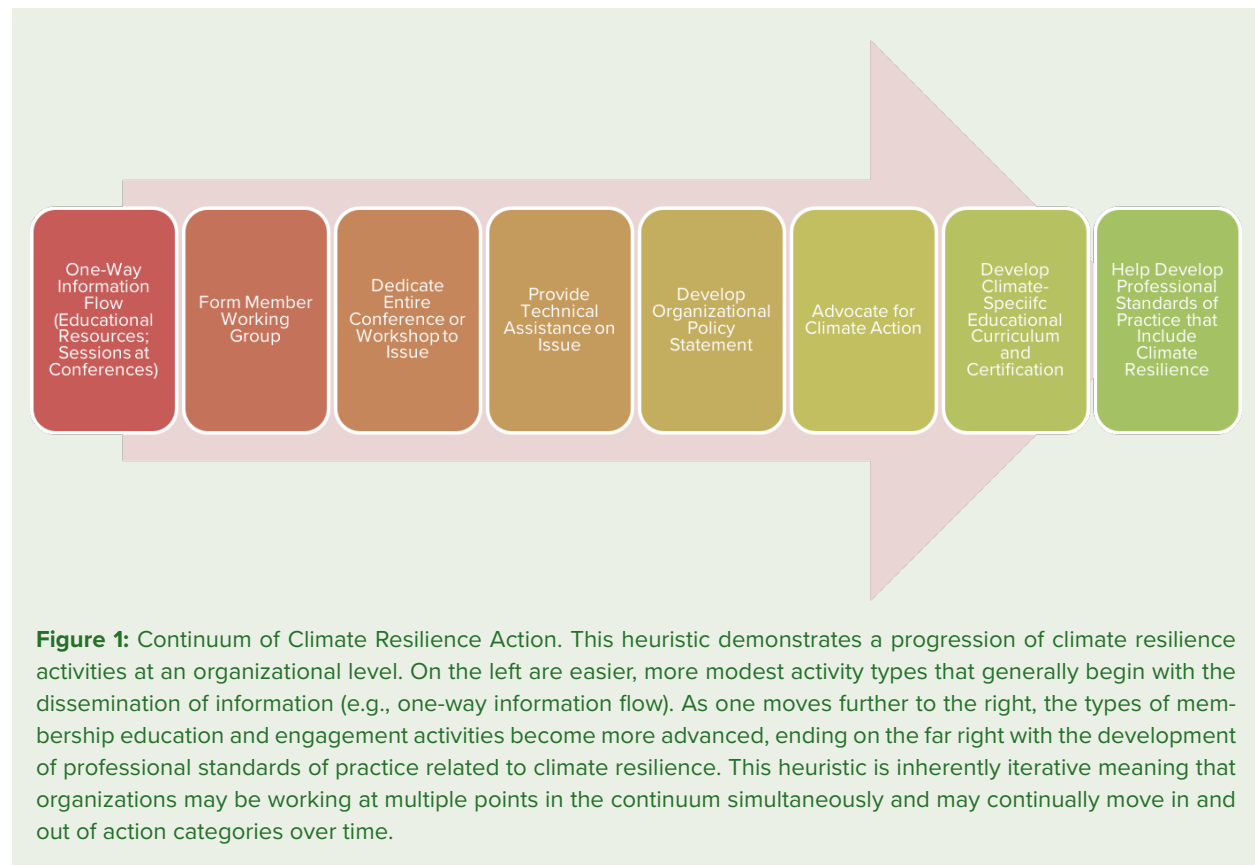 One-Way
Information
Flow
(Educational
Resources;
Sessions at
Conferences)
Form Member
Working
Group
Dedicate
Entire
Conference or
Workshop to
Issue
Provide
Technical
Assistance on
Issue
Develop
Organizational
Policy
Statement
Advocate for
Climate Action
Develop
Climate-
Speciifc
Educational
Curriculum
and
Certification
Help Develop
Professional
Standards of
Practice that
Include
Climate
Resilience
Figure 1: Continuum of Climate Resilience Action. This heuristic demonstrates a progression of climate resilience
activities at an organizational level. On the left are easier, more modest activity types that generally begin with the
dissemination of information (e.g., one-way information flow). As one moves further to the right, the types of mem-
bership education and engagement activities become more advanced, ending on the far right with the development
of professional standards of practice related to climate resilience. This heuristic is inherently iterative meaning that
organizations may be working at multiple points in the continuum simultaneously and may continually move in and
out of action categories over time.